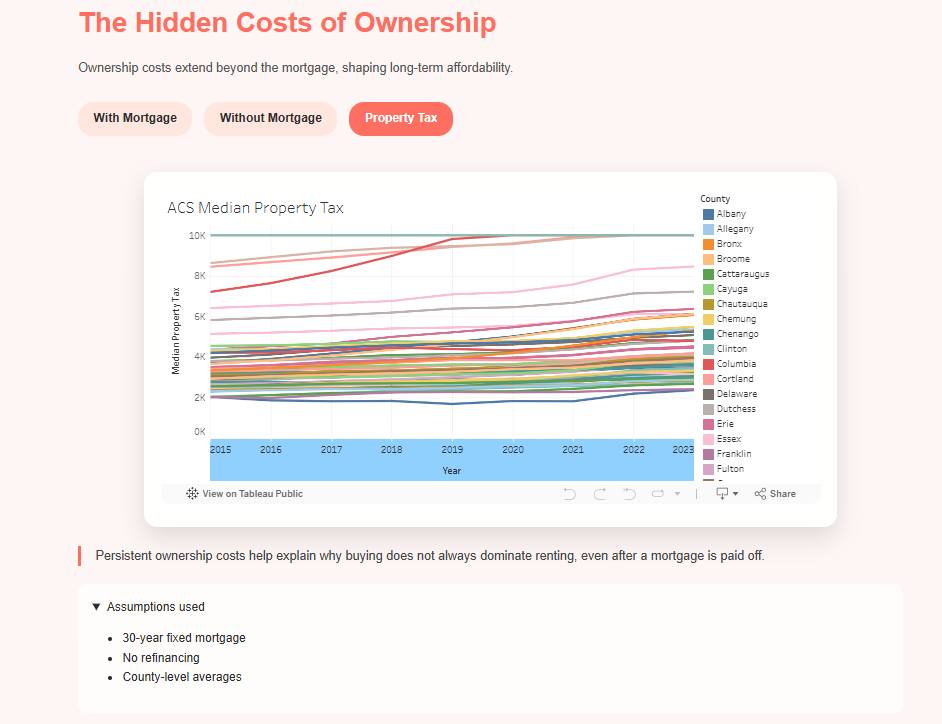 The Hidden Costs of Ownership
Ownership costs extend beyond the mortgage, shaping long-term affordability.
With Mortgage
Without Mortgage
Property Tax
ACS Median Property Tax
Median Property Tax
10K
8K
6K
4K
2K
0K
2015 2016 2017 2018 2019 2020 2021 2022 2023
Year
County
Albany
Allegany
Bronx
Broome
Cattaraugus
Cayuga
Chautauqua
Chemung
Chenango
Clinton
Columbia
Cortland
Delaware
Dutchess
Erie
Essex
Franklin
Fulton
View on Tableau Public
Share
Persistent ownership costs help explain why buying does not always dominate renting, even after a mortgage is paid off.
▼ Assumptions used
• 30-year fixed mortgage
• No refinancing
• County-level averages